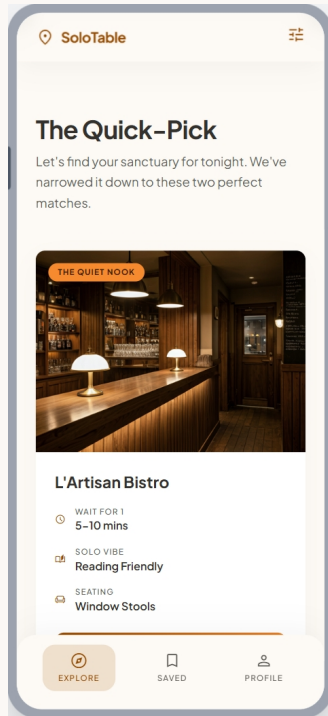 SoloTable
The Quick-Pick
Let's find your sanctuary for tonight. We've
narrowed it down to these two perfect
matches.
THE QUIET NOOK
L'Artisan Bistro
WAIT FOR 1
5-10 mins
SOLO VIBE
Reading Friendly
SEATING
Window Stools
EXPLORE
SAVED
PROFILE